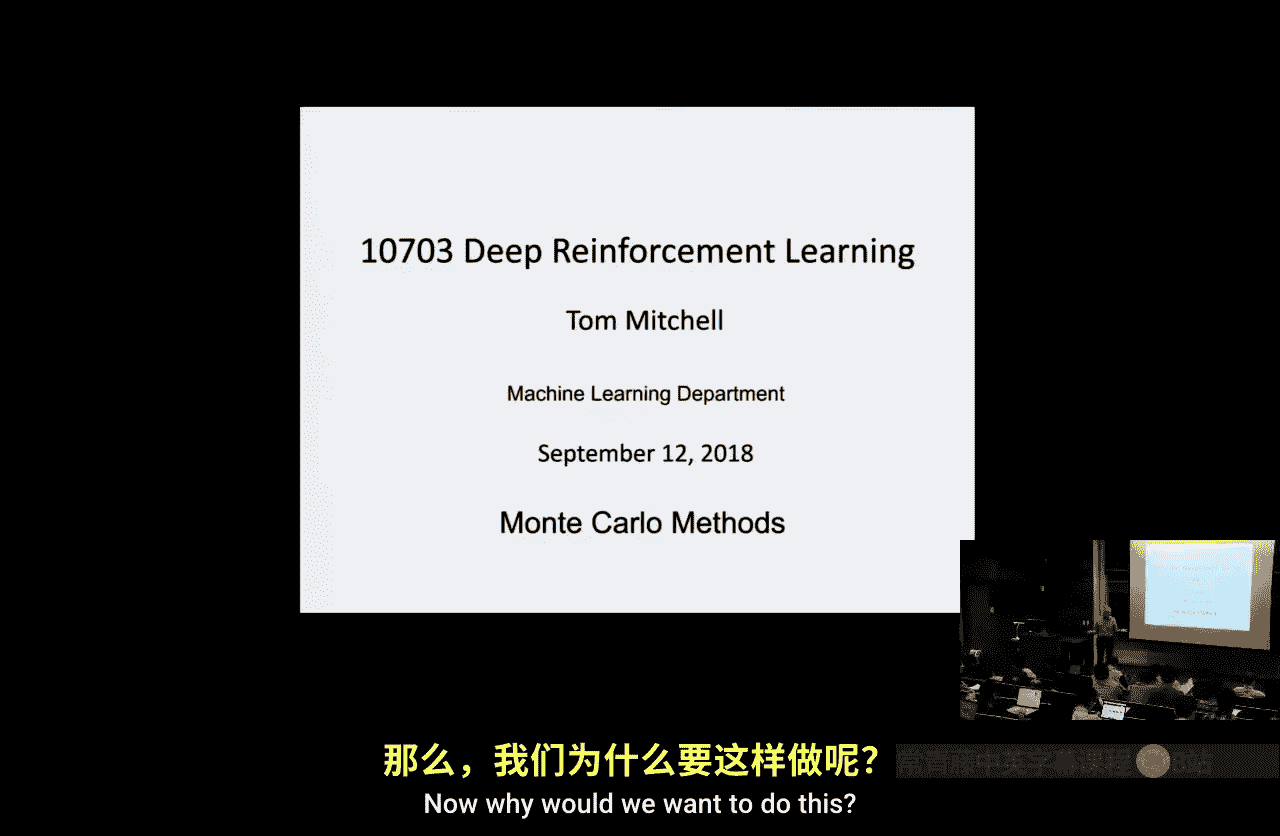 10703 Deep Reinforcement Learning
Tom Mitchell
Machine Learning Department
September 12, 2018
Monte Carlo Methods
那么，我们为什么要这样做呢？
Now why would we want to do this?